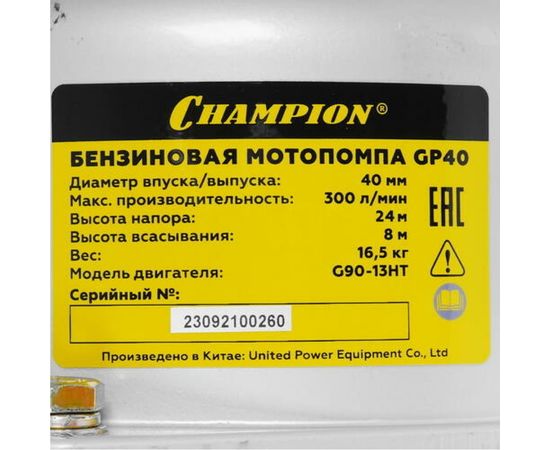 CHAMPION®
БЕНЗИНОВАЯ МОТОПОМПА GP40
Диаметр впуска/выпуска: 40 мм
Макс. производительность: 300 л/мин
Высота напора: 24 м
Высота всасывания: 8 м
Вес: 16,5 кг
Модель двигателя: G90-13HT
Серийный №:
23092100260
Произведено в Китае: United Power Equipment Co., Ltd
EAC